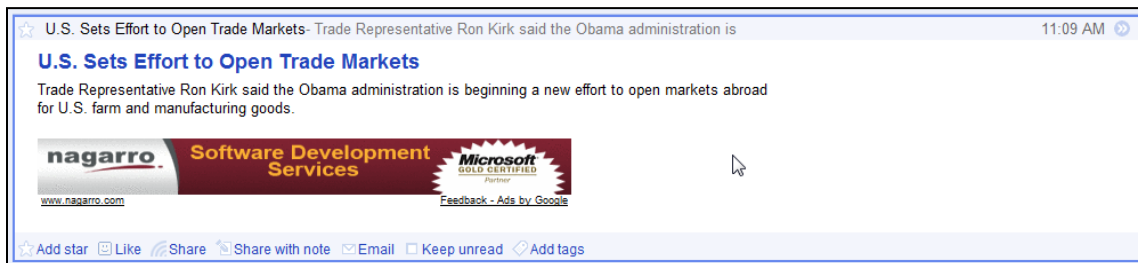 U.S. Sets Effort to Open Trade Markets- Trade Representative Ron Kirk said the Obama administration is 11:09 AM
U.S. Sets Effort to Open Trade Markets
Trade Representative Ron Kirk said the Obama administration is beginning a new effort to open markets abroad
for U.S. farm and manufacturing goods.
nagarro Software Development Services Microsoft GOLD CERTIFIED Partner
www.nagarro.com Feedback - Ads by Google
Add star Like Share Share with note Email Keep unread Add tags